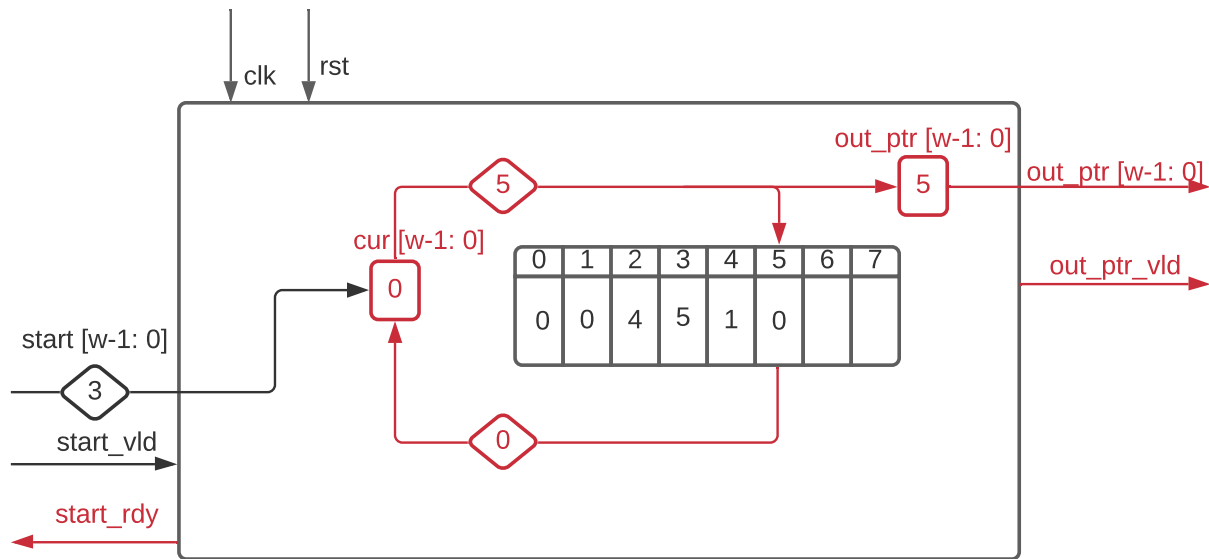 clk
rst
out_ptr [w-1: 0]
5
5
out_ptr [w-1: 0]
cur [w-1: 0]
0
0 1 2 3 4 5 6 7
0 0 4 5 1 0
out_ptr_vld
start [w-1: 0]
3
start_vld
0
start_rdy